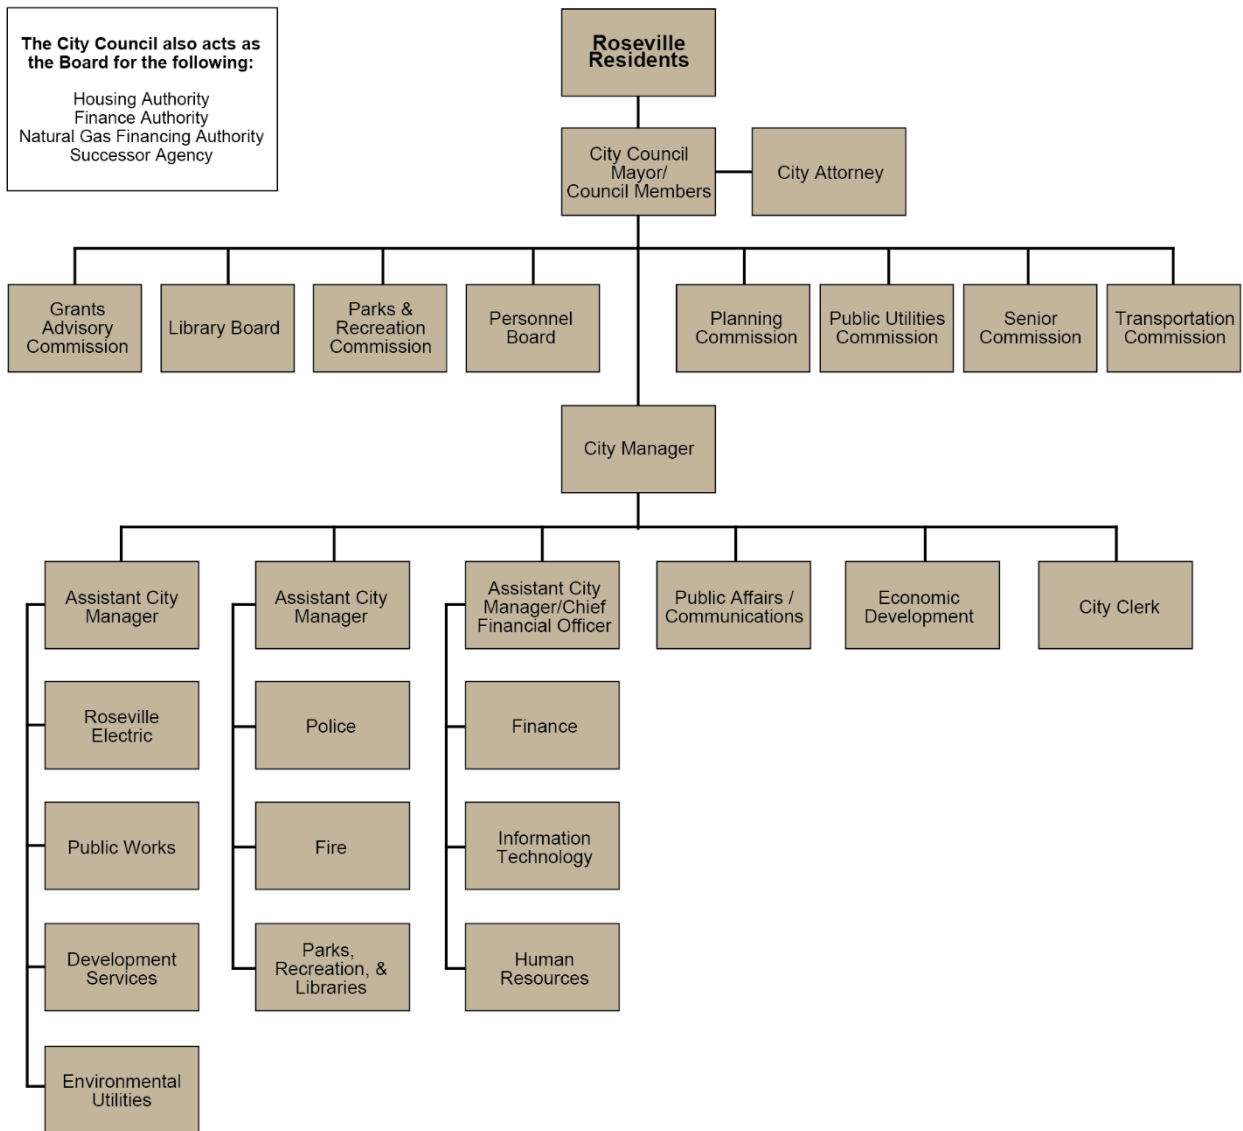 The City Council also acts as
the Board for the following:
Housing Authority
Finance Authority
Natural Gas Financing Authority
Successor Agency
Roseville
Residents
City Council
Mayor/
Council Members
City Attorney
Grants
Advisory
Commission
Library Board
Parks &
Recreation
Commission
Personnel
Board
Planning
Commission
Public Utilities
Commission
Senior
Commission
Transportation
Commission
City Manager
Assistant City
Manager
Assistant City
Manager
Assistant City
Manager/Chief
Financial Officer
Public Affairs /
Communications
Economic
Development
City Clerk
Roseville
Electric
Police
Finance
Public Works
Fire
Information
Technology
Development
Services
Parks,
Recreation, &
Libraries
Human
Resources
Environmental
Utilities